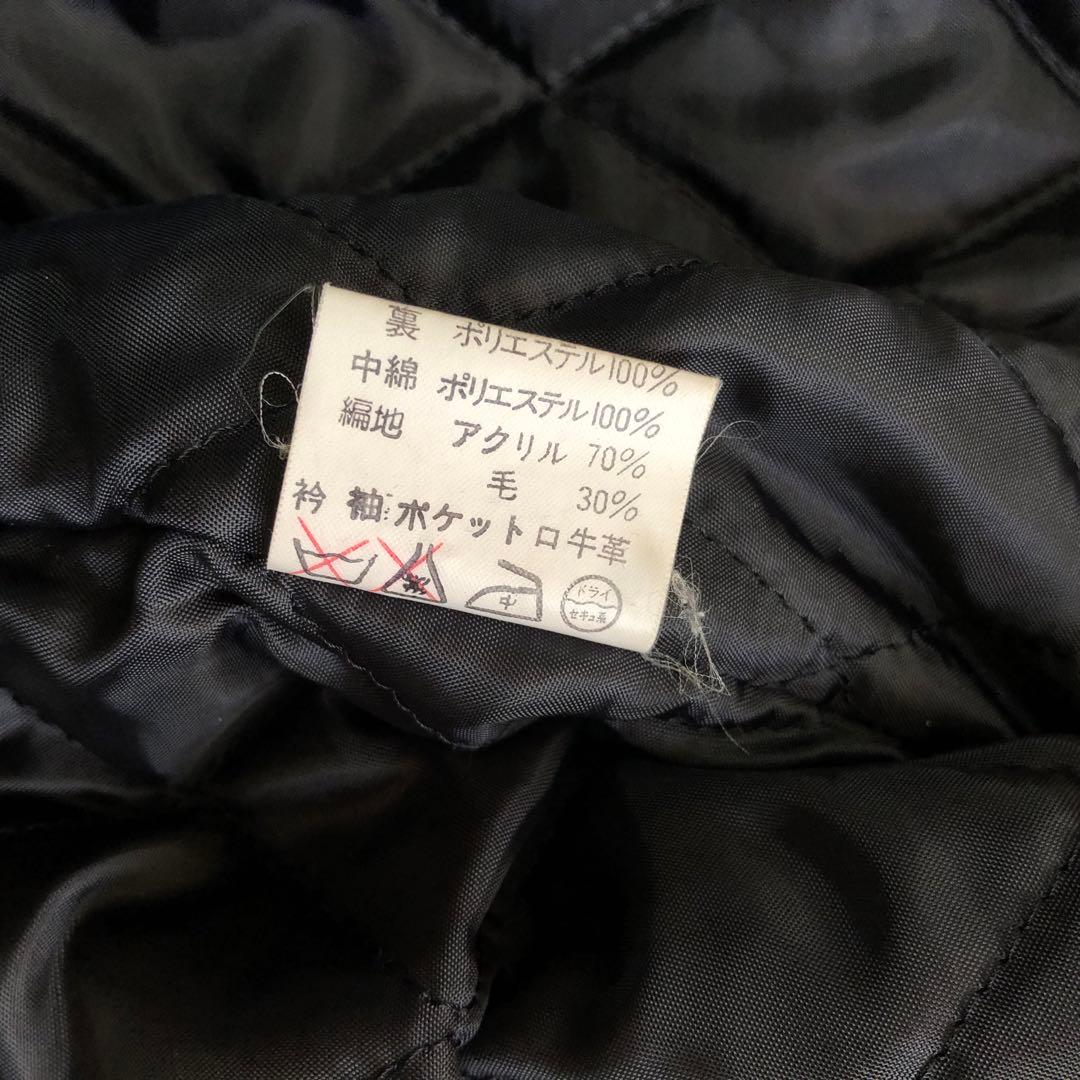 裏 ポリエステル100%
中綿 ポリエステル100%
編地 アクリル 70%
毛 30%
衿 袖 ポケット口 牛革
中
ドライ
セキユ系